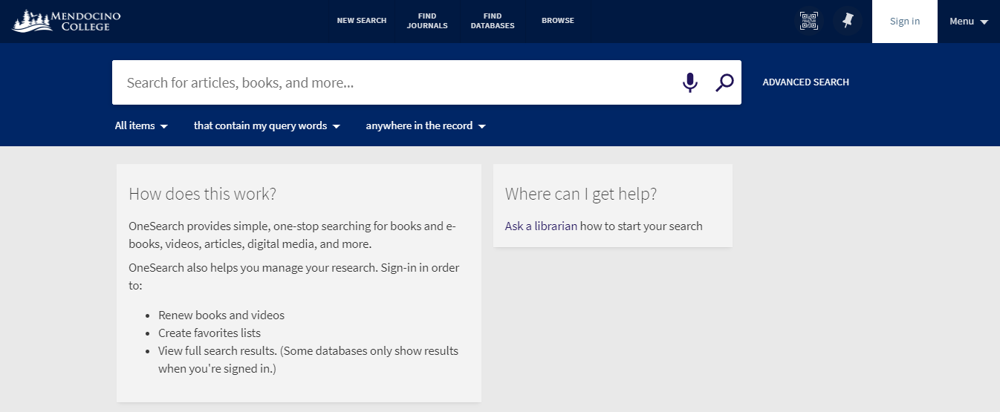 MENDOCINO
COLLEGE
NEW SEARCH
FIND
JOURNALS
FIND
DATABASES
BROWSE
Sign in
Menu
Search for articles, books, and more...
ADVANCED SEARCH
All items
that contain my query words
anywhere in the record
How does this work?
OneSearch provides simple, one-stop searching for books and e-
books, videos, articles, digital media, and more.
OneSearch also helps you manage your research. Sign-in in order
to:
• Renew books and videos
• Create favorites lists
• View full search results. (Some databases only show results
when you're signed in.)
Where can I get help?
Ask a librarian how to start your search